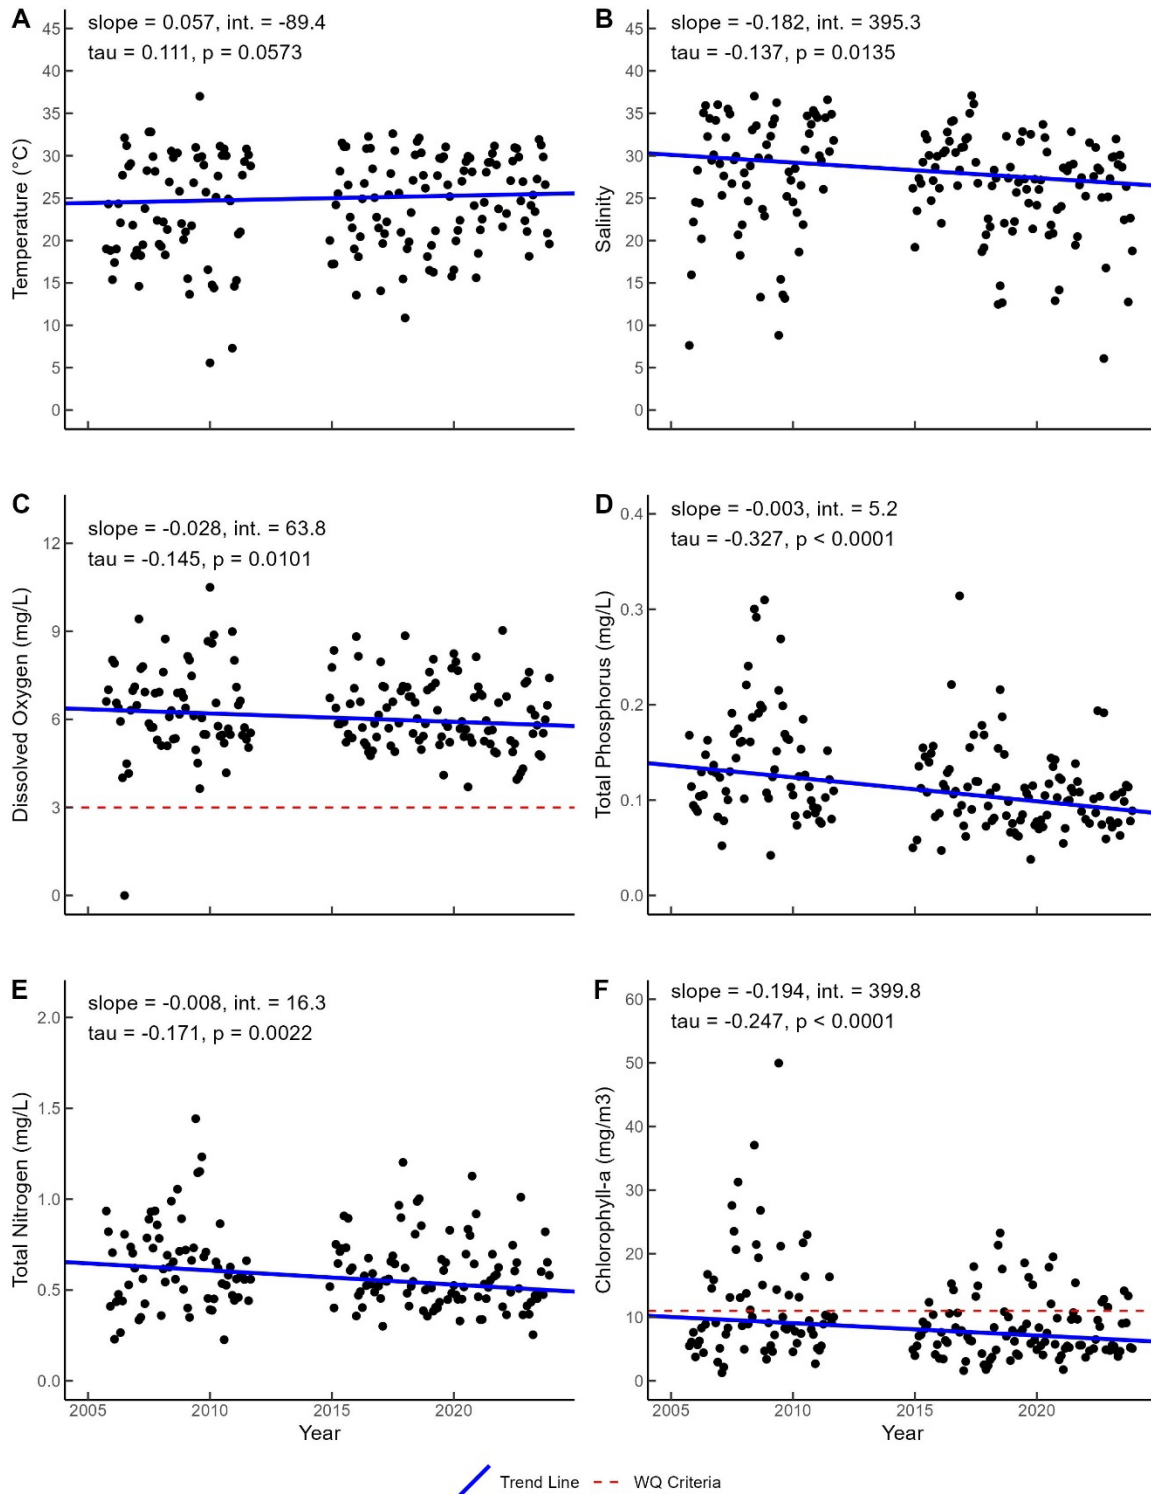 A
slope = 0.057, int. = -89.4
tau = 0.111, p = 0.0573
Temperature (°C)
45
40
35
30
25
20
15
10
5
0
B
slope = -0.182, int. = 395.3
tau = -0.137, p = 0.0135
Salinity
45
40
35
30
25
20
15
10
5
0
C
slope = -0.028, int. = 63.8
tau = -0.145, p = 0.0101
Dissolved Oxygen (mg/L)
12
9
6
3
0
D
slope = -0.003, int. = 5.2
tau = -0.327, p < 0.0001
Total Phosphorus (mg/L)
0.4
0.3
0.2
0.1
0.0
E
slope = -0.008, int. = 16.3
tau = -0.171, p = 0.0022
Total Nitrogen (mg/L)
2.0
1.5
1.0
0.5
0.0
2005 2010 2015 2020
Year
F
slope = -0.194, int. = 399.8
tau = -0.247, p < 0.0001
Chlorophyll-a (mg/m3)
60
50
40
30
20
10
0
2005 2010 2015 2020
Year
Trend Line WQ Criteria